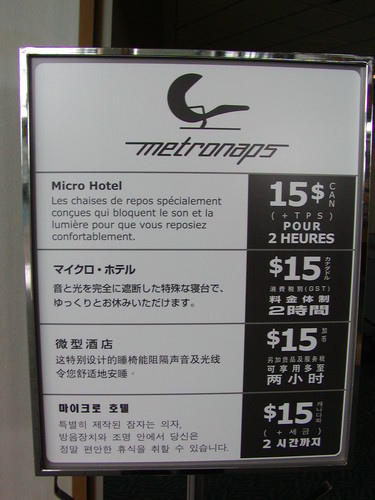 metronaps
Micro Hotel
Les chaises de repos spécialement
conçues qui bloquent le son et la
lumière pour que vous reposiez
confortablement.
15$ CAN
(+TPS)
POUR
2 HEURES
マイクロ・ホテル
音と光を完全に遮断した特殊な寝台で、
ゆっくりとお休みいただけます。
$15 カナダドル
消費税別(GST)
料金体制
2時間
微型酒店
这特别设计的睡椅能阻隔声音及光线
令您舒适地安睡。
$15 加币
另加货品及服务税
可享用多至
两小时
마이크로 호텔
특별히 제작된 잠자는 의자,
방음장치와 조명 안에서 당신은
정말 편안한 휴식을 취할 수 있습니다.
$15 캐나다화
(+세금)
2 시간까지